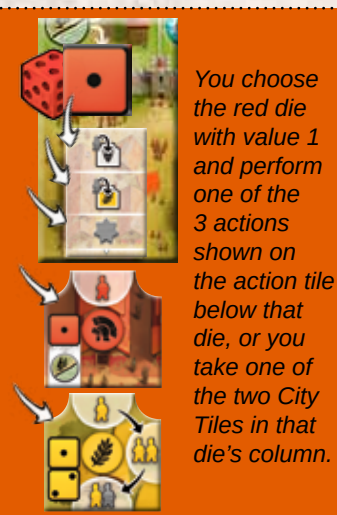 You choose
the red die
with value 1
and perform
one of the
3 actions
shown on
the action tile
below that
die, or you
take one of
the two City
Tiles in that
die's column.